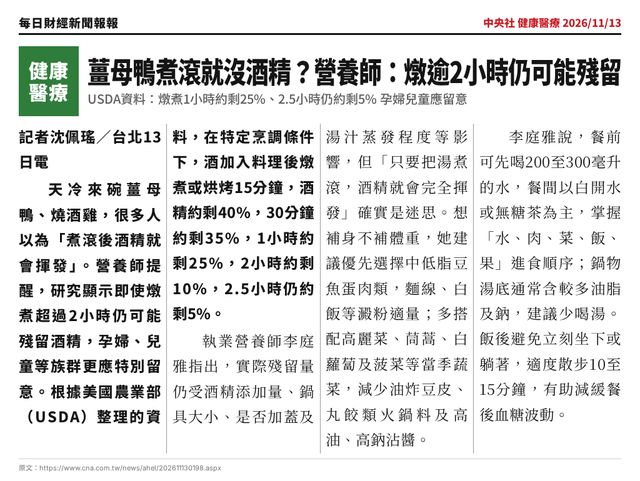 每日財經新聞報報
中央社 健康醫療 2026/11/13
健康
醫療
薑母鴨煮滾就沒酒精？營養師：燉逾2小時仍可能殘留
USDA資料：燉煮1小時約剩25%、2.5小時仍約剩5% 孕婦兒童應留意
記者沈佩瑤／台北13
日電
天冷來碗薑母
鴨、燒酒雞，很多人
以為「煮滾後酒精就
會揮發」。營養師提
醒，研究顯示即使燉
煮超過2小時仍可能
殘留酒精，孕婦、兒
童等族群更應特別留
意。根據美國農業部
（USDA）整理的資
料，在特定烹調條件
下，酒加入料理後燉
煮或烘烤15分鐘，酒
精約剩40%，30分鐘
約剩35%，1小時約
剩25%，2小時約剩
10%，2.5小時仍約
剩5%。
執業營養師李庭
雅指出，實際殘留量
仍受酒精添加量、鍋
具大小、是否加蓋及
湯汁蒸發程度等影
響，但「只要把湯煮
滾，酒精就會完全揮
發」確實是迷思。想
補身不補體重，她建
議優先選擇中低脂豆
魚蛋肉類，麵線、白
飯等澱粉適量；多搭
配高麗菜、茼蒿、白
蘿蔔及菠菜等當季蔬
菜，減少油炸豆皮、
丸餃類火鍋料及高
油、高鈉沾醬。
李庭雅說，餐前
可先喝200至300毫升
的水，餐間以白開水
或無糖茶為主，掌握
「水、肉、菜、飯、
果」進食順序；鍋物
湯底通常含較多油脂
及鈉，建議少喝湯。
飯後避免立刻坐下或
躺著，適度散步10至
15分鐘，有助減緩餐
後血糖波動。
原文：https://www.cna.com.tw/news/ahel/202611130198.aspx